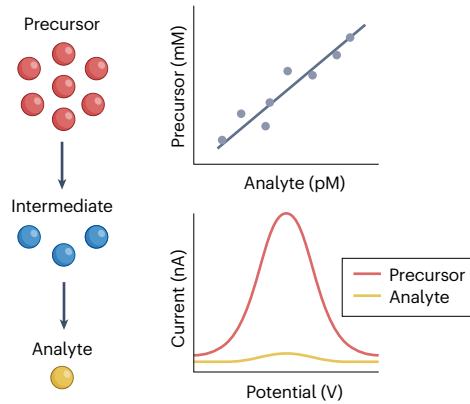 Precursor
Intermediate
Analyte
Precursor (mM)
Analyte (pM)
Current (nA)
Potential (V)
Precursor
Analyte